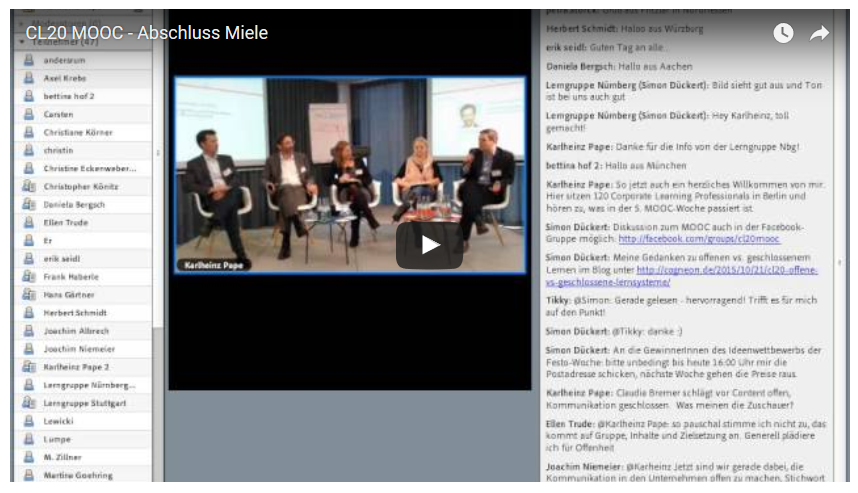 CL20 MOOC - Abschluss Miele
Teilnehmer (47)
andersrum
Axel Krebs
bettina hof 2
Carsten
Christiane Körner
christin
Christine Eckenweber...
Christopher Könitz
Daniela Bergsch
Ellen Trude
Er
erik seidl
Frank Haberle
Hans Gärtner
Herbert Schmidt
Joachim Albrech
Joachim Niemeier
Karlheinz Pape 2
Lerngruppe Nürnberg...
Lerngruppe Stuttgart
Lewicki
Lumpe
M. Zillner
Martina Goehring
Karlheinz Pape
Herbert Schmidt: Haloo aus Würzburg
erik seidl: Guten Tag an alle.
Daniela Bergsch: Hallo aus Aachen
Lerngruppe Nürnberg (Simon Dückert): Bild sieht gut aus und Ton
ist bei uns auch gut
Lerngruppe Nürnberg (Simon Dückert): Hey Karlheinz, toll
gemacht!
Karlheinz Pape: Danke für die Info von der Lerngruppe Nbg!
bettina hof 2: Hallo aus München
Karlheinz Pape: So jetzt auch ein herzliches Willkommen von mir.
Hier sitzen 120 Corporate Learning Professionals in Berlin und
hören zu, was in der 5. MOOC-Woche passiert ist.
Simon Dückert: Diskussion zum MOOC auch in der Facebook-
Gruppe möglich: http://facebook.com/groups/cl20mooc
Simon Dückert: Meine Gedanken zu offenen vs. geschlossenem
Lernen im Blog unter http://cogneon.de/2015/10/21/cl20-offene-
vs-geschlossene-lernsysteme/
Tikky: @Simon: Gerade gelesen - hervorragend! Trifft es für mich
auf den Punkt!
Simon Dückert: @Tikky: danke :)
Simon Dückert: An die GewinnerInnen des Ideenwettbewerbs der
Festo-Woche: bitte unbedingt bis heute 16:00 Uhr mir die
Postadresse schicken, nächste Woche gehen die Preise raus.
Karlheinz Pape: Claudia Bremer schlägt vor Content offen,
Kommunikation geschlossen. Was meinen die Zuschauer?
Ellen Trude: @Karlheinz Pape: so pauschal stimme ich nicht zu, das
kommt auf Gruppe, Inhalte und Zielsetzung an. Generell plädiere
ich für Offenheit
Joachim Niemeier: @Karheinz Jetzt sind wir gerade dabei, die
Kommunikation in den Unternehmen offen zu machen, Stichwort